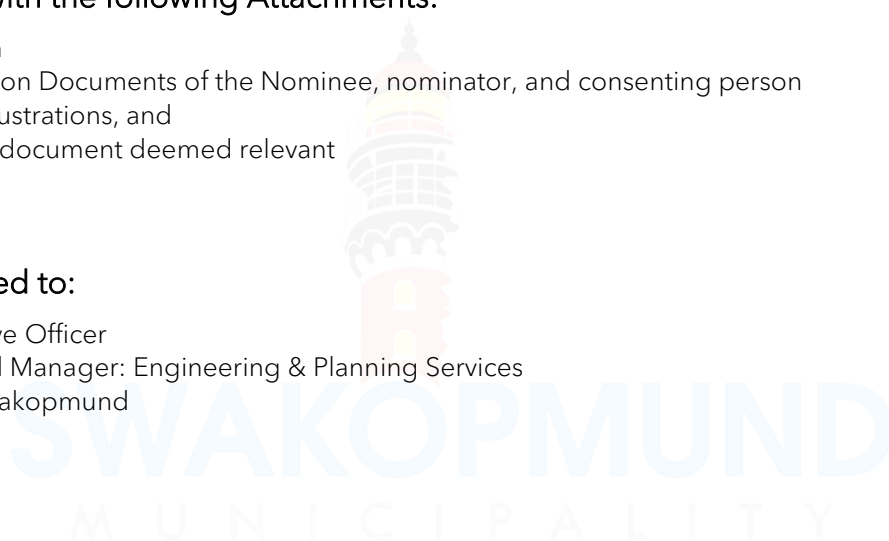 with the following Attachments:
on Documents of the Nominee, nominator, and consenting person
ustrations, and
document deemed relevant
ed to:
ve Officer
l Manager: Engineering & Planning Services
akopmund
SWAKOPMUND
MUNICIPALITY